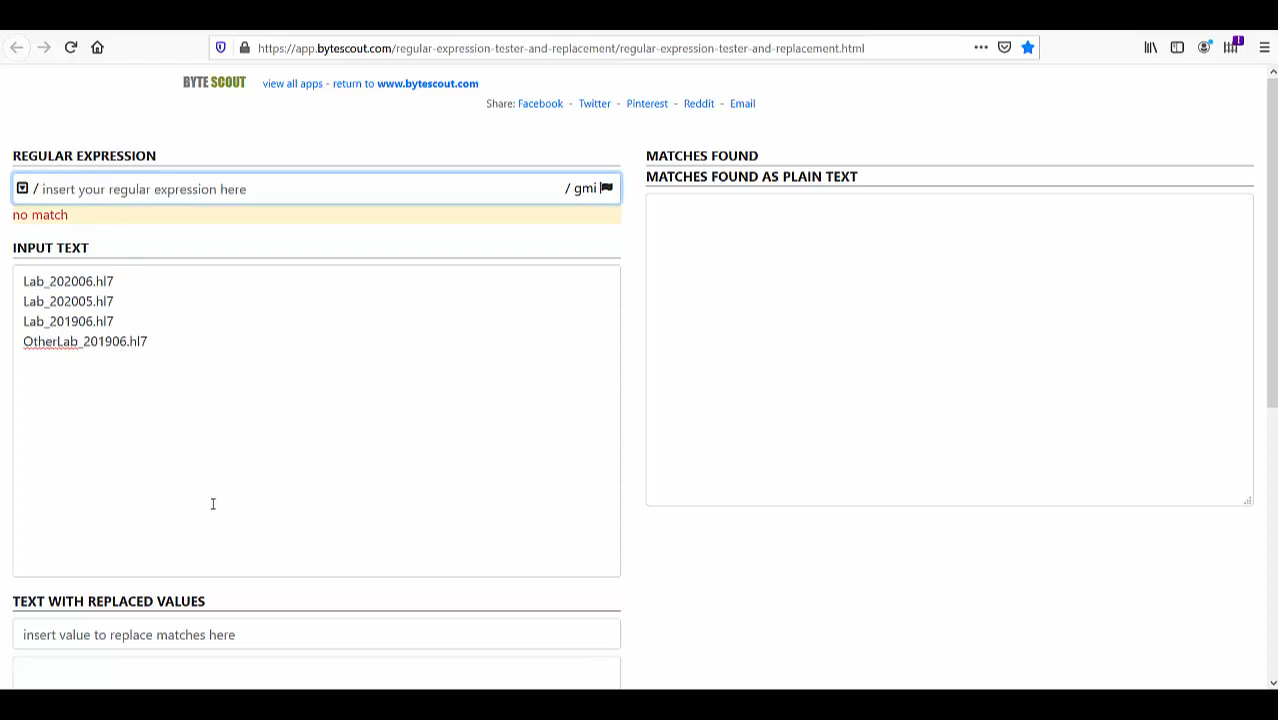 https://app.bytescout.com/regular-expression-tester-and-replacement/regular-expression-tester-and-replacement.html
BYTE SCOUT view all apps - return to www.bytescout.com
Share: Facebook - Twitter - Pinterest - Reddit - Email
REGULAR EXPRESSION
/ insert your regular expression here / gmi
no match
INPUT TEXT
Lab_202006.hl7
Lab_202005.hl7
Lab_201906.hl7
OtherLab_201906.hl7
TEXT WITH REPLACED VALUES
insert value to replace matches here
MATCHES FOUND
MATCHES FOUND AS PLAIN TEXT